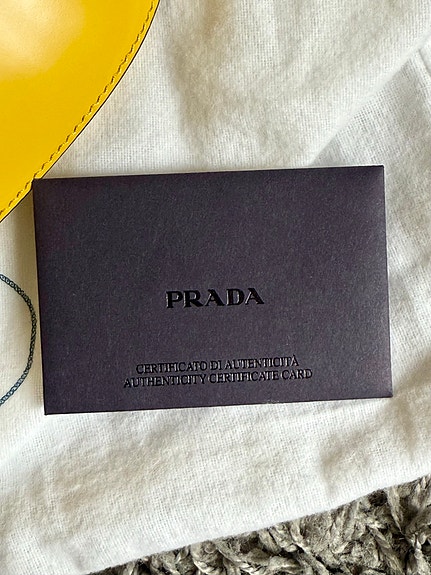 PRADA
CERTIFICATO DI AUTENTICITÀ
AUTHENTICITY CERTIFICATE CARD